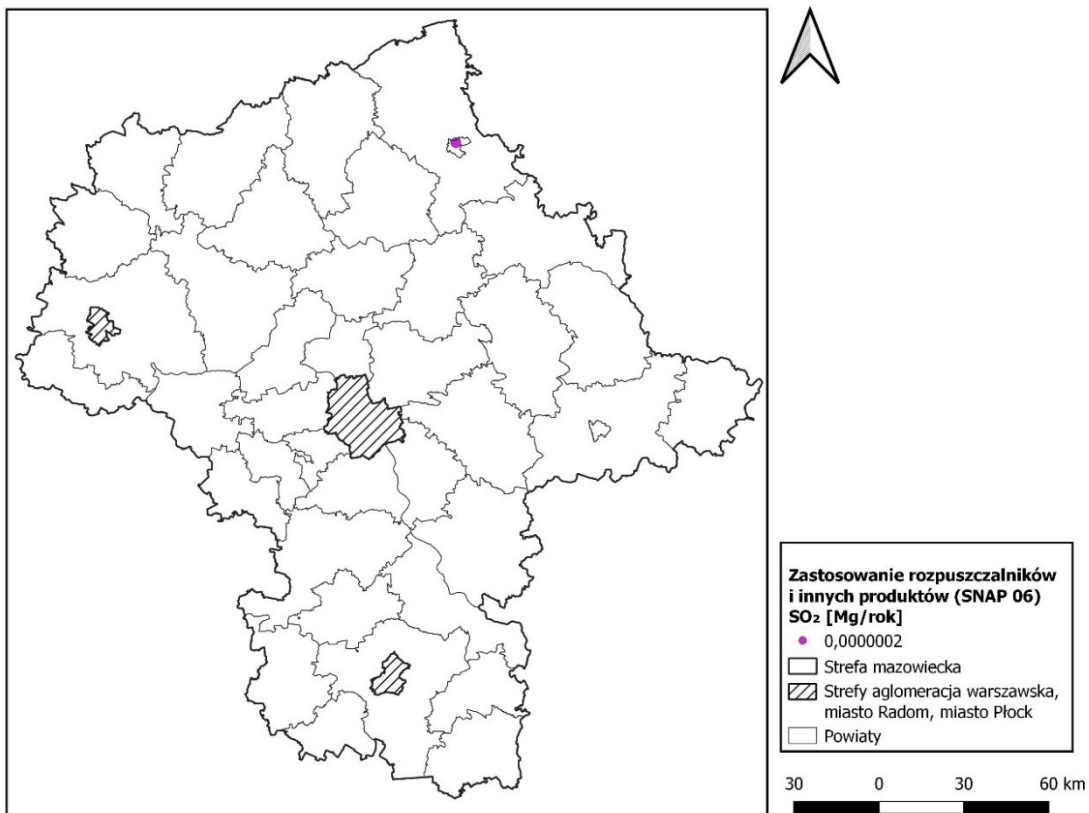 Zastosowanie rozpuszczalników
i innych produktów (SNAP 06)
SO₂ [Mg/rok]
0,0000002
Strefa mazowiecka
Strefy aglomeracja warszawska,
miasto Radom, miasto Płock
Powiaty
30 0 30 60 km